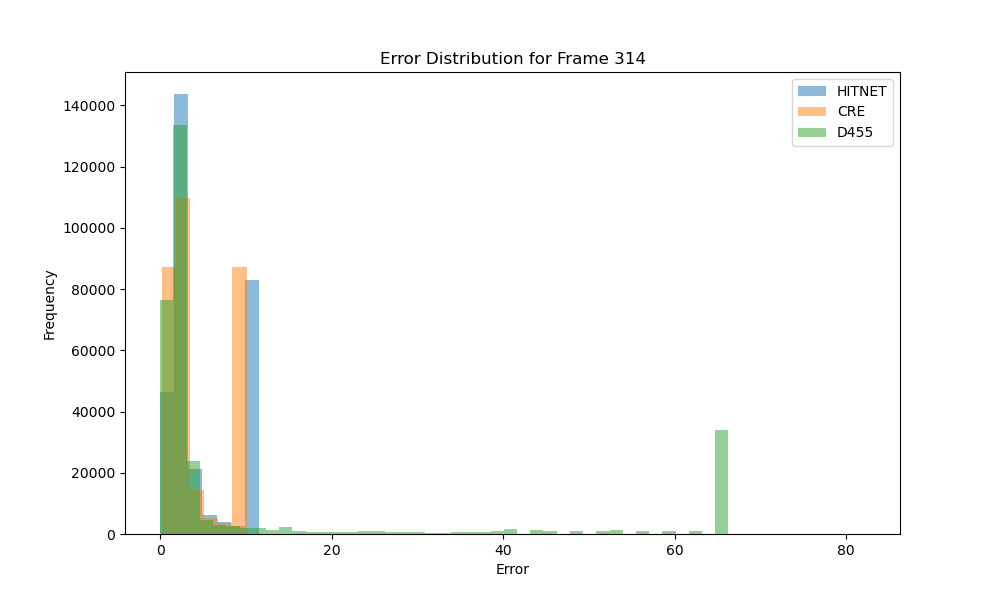 Error Distribution for Frame 314
HITNET
CRE
D455
140000
120000
100000
80000
60000
40000
20000
0
Frequency
0 20 40 60 80
Error